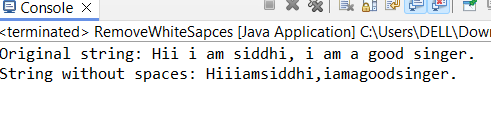 Console
<terminated> RemoveWhiteSapces [Java Application] C:\Users\DELL\Dow
Original string: Hii i am siddhi, i am a good singer.
String without spaces: Hiiiamsiddhi,iamagoodsinger.